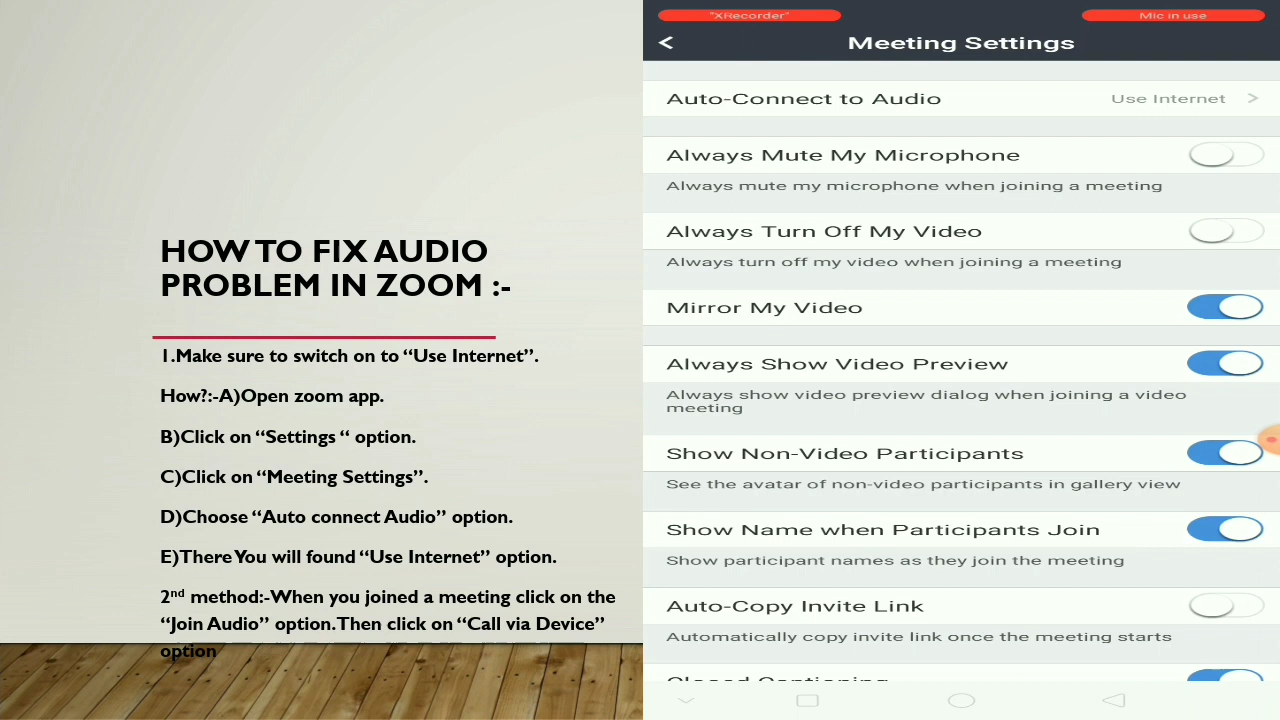 HOW TO FIX AUDIO
PROBLEM IN ZOOM :-
1.Make sure to switch on to “Use Internet”.
How?:-A)Open zoom app.
B)Click on “Settings “ option.
C)Click on “Meeting Settings”.
D)Choose “Auto connect Audio” option.
E)There You will found “Use Internet” option.
2nd method:-When you joined a meeting click on the
“Join Audio” option.Then click on “Call via Device”
option
"XRecorder"
Mic in use
Meeting Settings
Auto-Connect to Audio
Use Internet
Always Mute My Microphone
Always mute my microphone when joining a meeting
Always Turn Off My Video
Always turn off my video when joining a meeting
Mirror My Video
Always Show Video Preview
Always show video preview dialog when joining a video
meeting
Show Non-Video Participants
See the avatar of non-video participants in gallery view
Show Name when Participants Join
Show participant names as they join the meeting
Auto-Copy Invite Link
Automatically copy invite link once the meeting starts
Closed Captioning